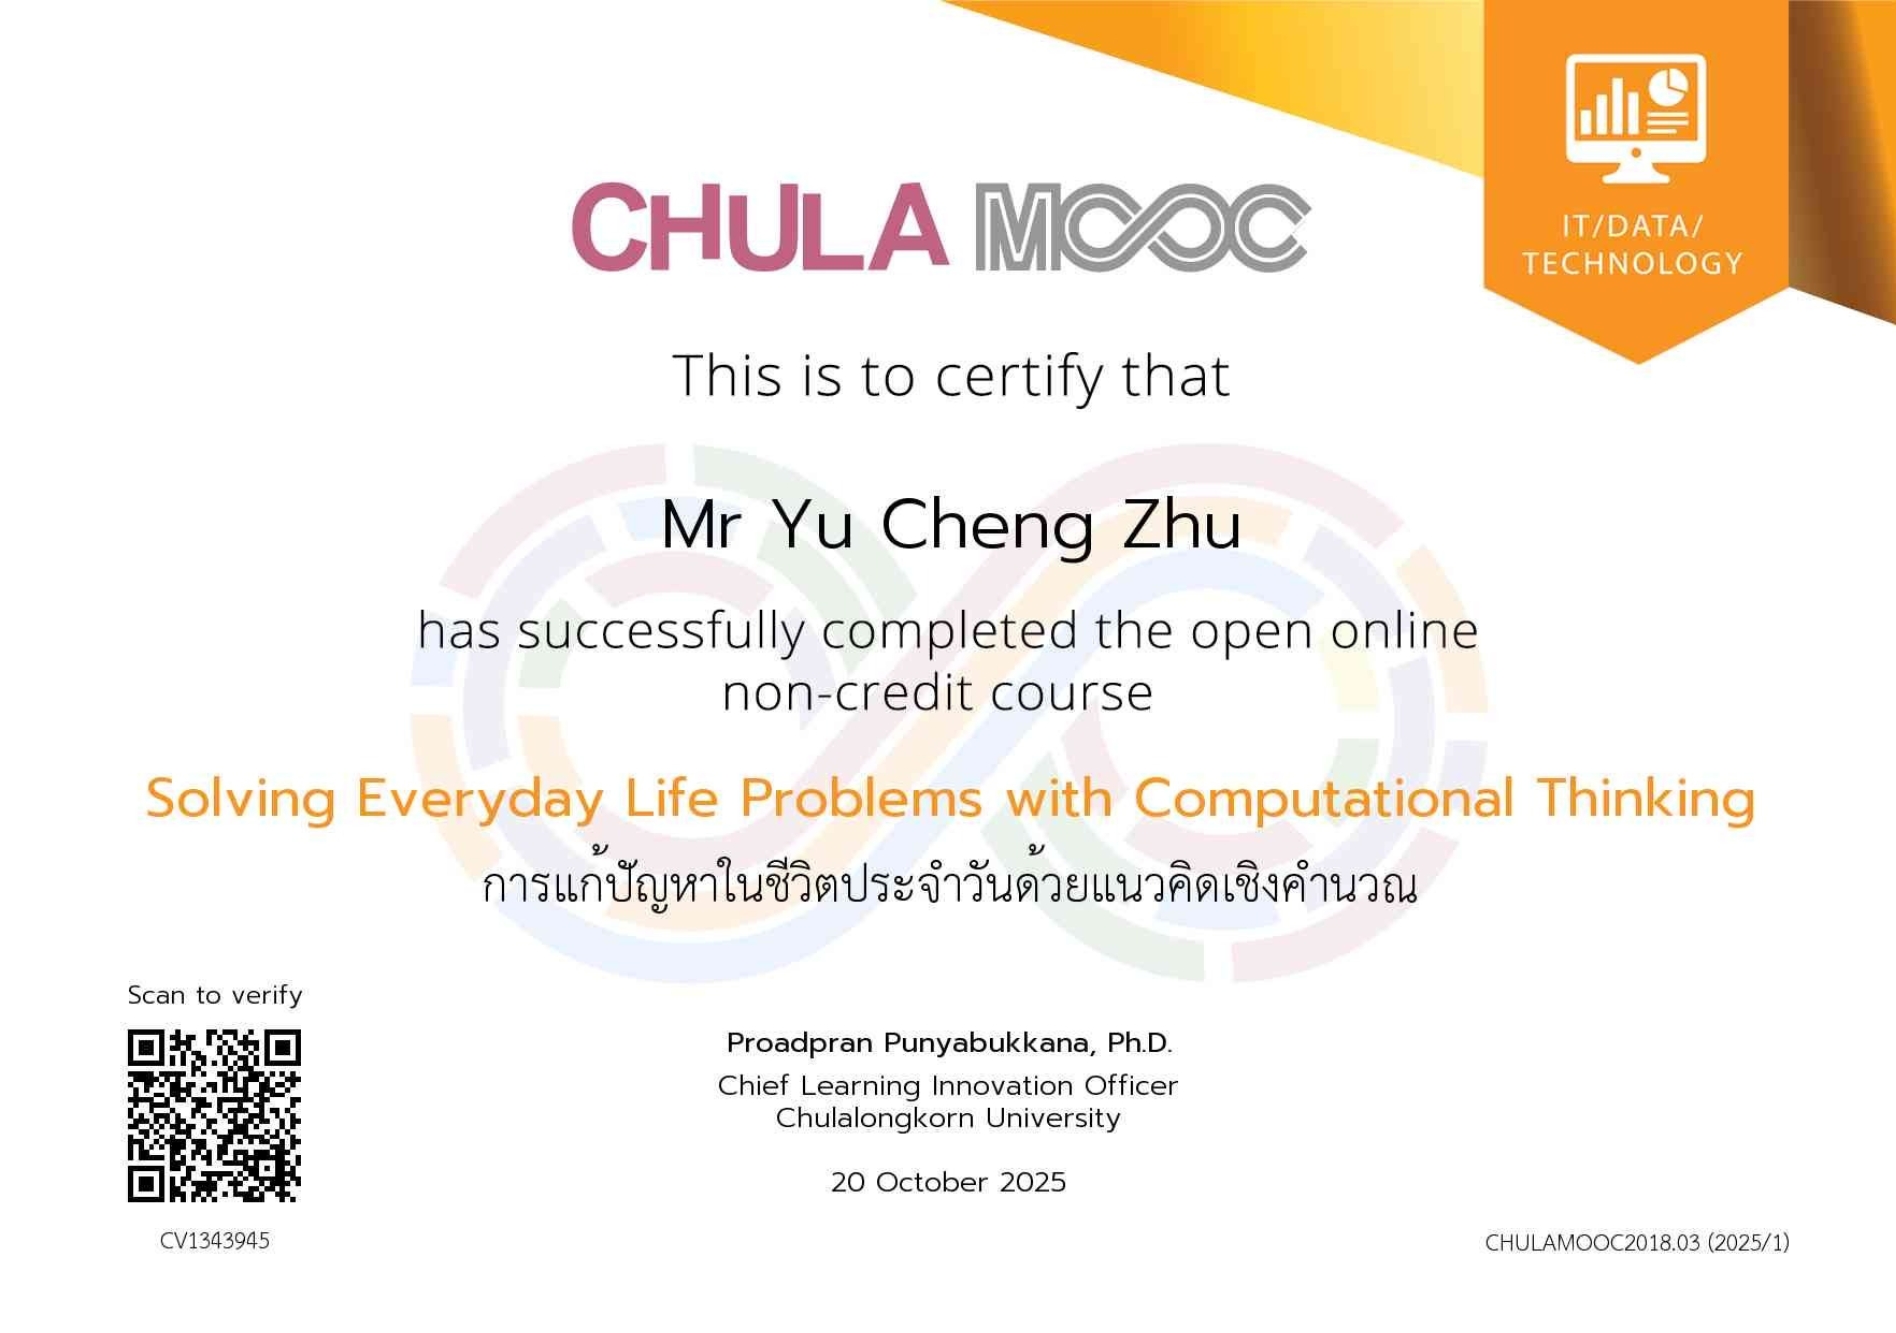 CHULA MOOC
IT/DATA/
TECHNOLOGY
This is to certify that
Mr Yu Cheng Zhu
has successfully completed the open online
non-credit course
Solving Everyday Life Problems with Computational Thinking
การแก้ปัญหาในชีวิตประจำวันด้วยแนวคิดเชิงคำนวณ
Scan to verify
Proadpran Punyabukkana, Ph.D.
Chief Learning Innovation Officer
Chulalongkorn University
20 October 2025
CV1343945
CHULAMOOC2018.03 (2025/1)